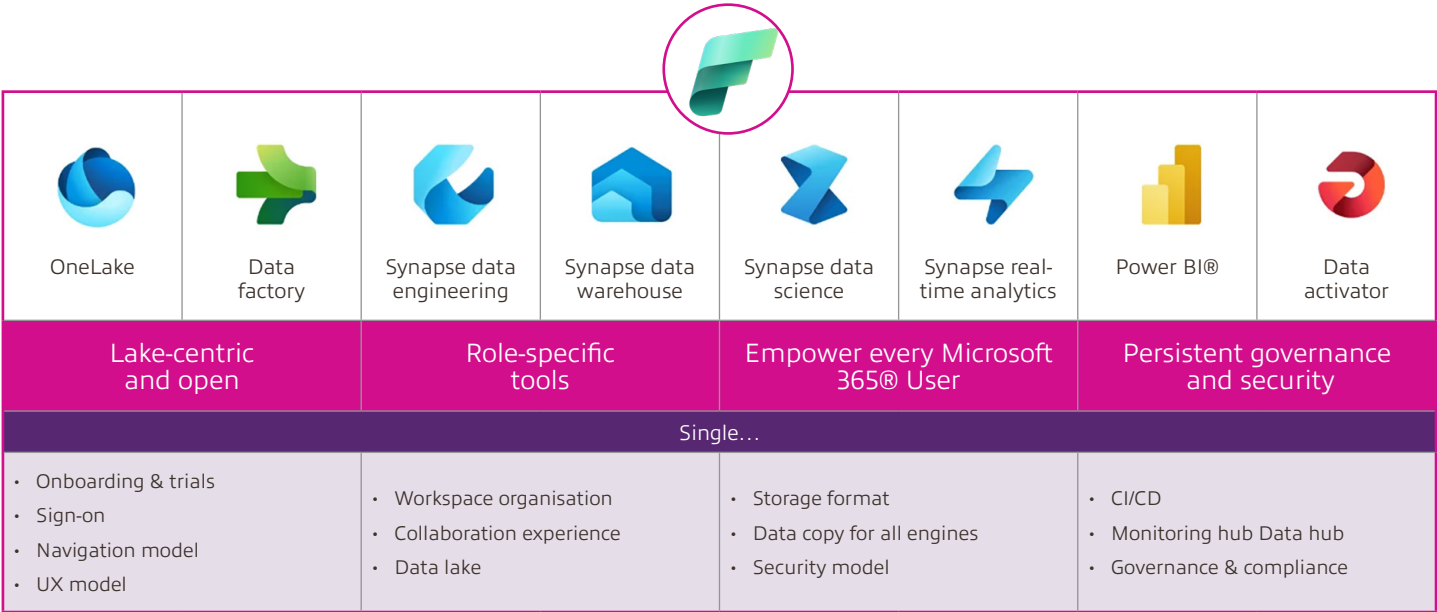 OneLake
Data
factory
Synapse data
engineering
Synapse data
warehouse
Synapse data
science
Synapse real-
time analytics
Power BI®
Data
activator
Lake-centric
and open
Role-specific
tools
Empower every Microsoft
365® User
Persistent governance
and security
Single…
• Onboarding & trials
• Sign-on
• Navigation model
• UX model
• Workspace organisation
• Collaboration experience
• Data lake
• Storage format
• Data copy for all engines
• Security model
• CI/CD
• Monitoring hub Data hub
• Governance & compliance